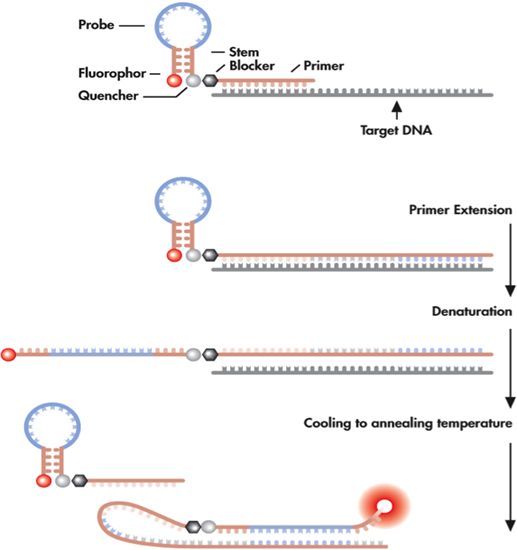 Probe
Stem
Blocker
Primer
Fluorophor
Quencher
Target DNA
Primer Extension
Denaturation
Cooling to annealing temperature